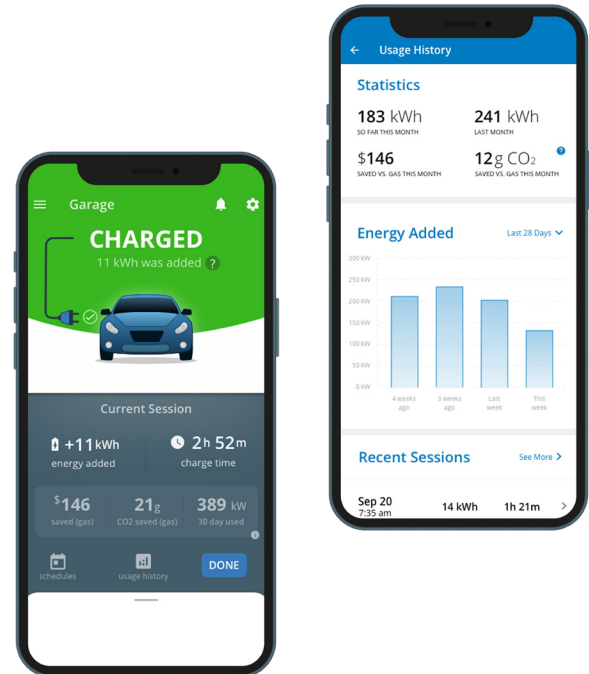 Garage
CHARGED
11 kWh was added ?
Current Session
+11 kWh
energy added
2h 52m
charge time
$146
saved (gas)
21g
CO2 saved (gas)
389 kW
30 day used
schedules
usage history
DONE
Usage History
Statistics
183 kWh
SO FAR THIS MONTH
241 kWh
LAST MONTH
$146
SAVED VS. GAS THIS MONTH
12g CO2 ?
SAVED VS. GAS THIS MONTH
Energy Added
Last 28 Days
300 kW
250 kW
200 kW
150 kW
100 kW
50 kW
0 kW
4 weeks
ago
3 weeks
ago
Last
week
This
week
Recent Sessions
See More
Sep 20
7:35 am
14 kWh
1h 21m